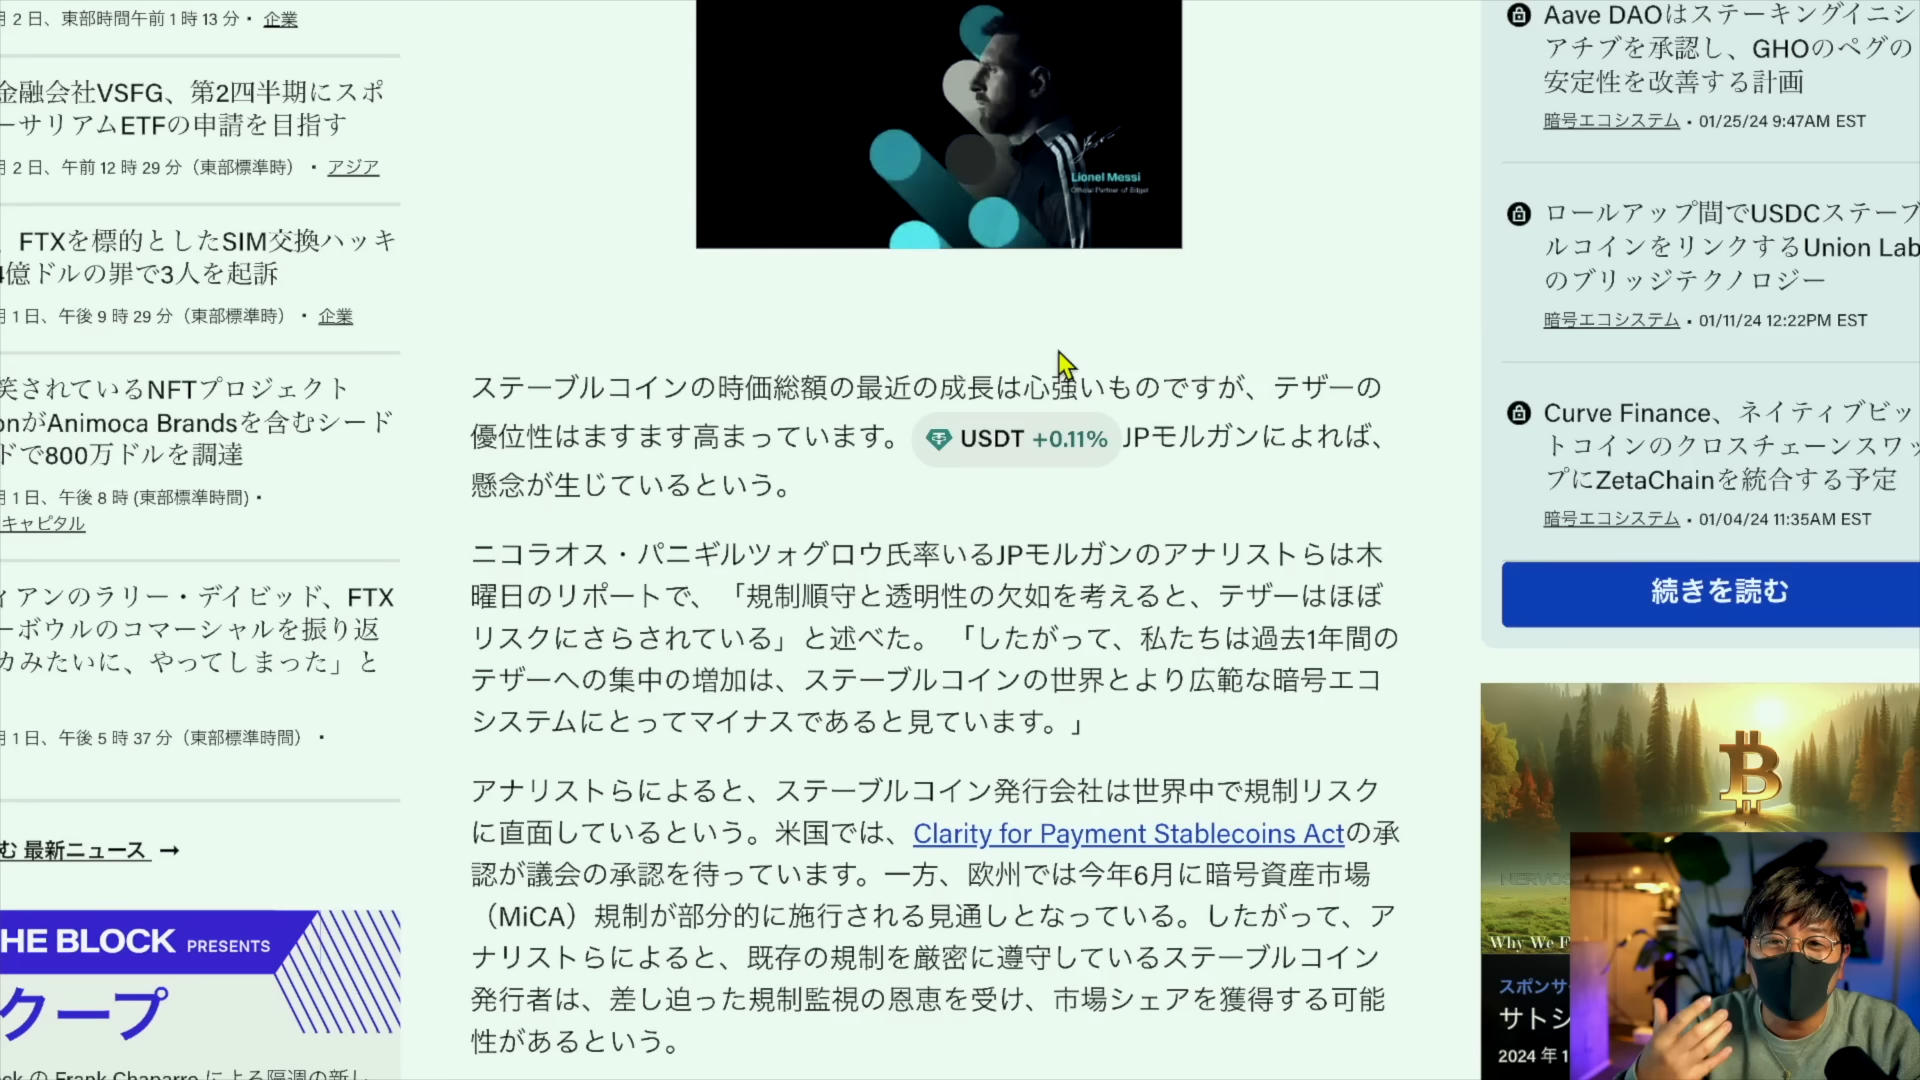 月 2 日、東部時間午前 1 時 13 分 • 企業
金融会社VSFG、第2四半期にスポ
ーサリアムETFの申請を目指す
月 2 日、午前 12 時 29 分（東部標準時） • アジア
、FTXを標的としたSIM交換ハッキ
4億ドルの罪で3人を起訴
月 1 日、午後 9 時 29 分（東部標準時） • 企業
笑されているNFTプロジェクト
onがAnimoca Brandsを含むシード
ドで800万ドルを調達
月 1 日、午後 8 時 (東部標準時間) •
キャピタル
ィアンのラリー・デイビッド、FTX
ーボウルのコマーシャルを振り返
カみたいに、やってしまった」と
月 1 日、午後 5 時 37 分（東部標準時間） •
む 最新ニュース →
HE BLOCK PRESENTS
クープ
ck の Frank Chaparro による隔週の新し
Lionel Messi
Official Partner of Bitget
ステーブルコインの時価総額の最近の成長は心強いものですが、テザーの
優位性はますます高まっています。 USDT +0.11% JPモルガンによれば、
懸念が生じているという。
ニコラオス・パニギルツォグロウ氏率いるJPモルガンのアナリストらは木
曜日のリポートで、「規制順守と透明性の欠如を考えると、テザーはほぼ
リスクにさらされている」と述べた。 「したがって、私たちは過去1年間の
テザーへの集中の増加は、ステーブルコインの世界とより広範な暗号エコ
システムにとってマイナスであると見ています。」
アナリストらによると、ステーブルコイン発行会社は世界中で規制リスク
に直面しているという。米国では、Clarity for Payment Stablecoins Actの承
認が議会の承認を待っています。一方、欧州では今年6月に暗号資産市場
（MiCA）規制が部分的に施行される見通しとなっている。したがって、ア
ナリストらによると、既存の規制を厳密に遵守しているステーブルコイン
発行者は、差し迫った規制監視の恩恵を受け、市場シェアを獲得する可能
性があるという。
Aave DAOはステーキングイニシ
アチブを承認し、GHOのペグの
安定性を改善する計画
暗号エコシステム • 01/25/24 9:47AM EST
ロールアップ間でUSDCステーブ
ルコインをリンクするUnion Lab
のブリッジテクノロジー
暗号エコシステム • 01/11/24 12:22PM EST
Curve Finance、ネイティブビッ
トコインのクロスチェーンスワッ
プにZetaChainを統合する予定
暗号エコシステム • 01/04/24 11:35AM EST
続きを読む
NERVOS
Why We F
スポンサ
サトシ
2024 年 1